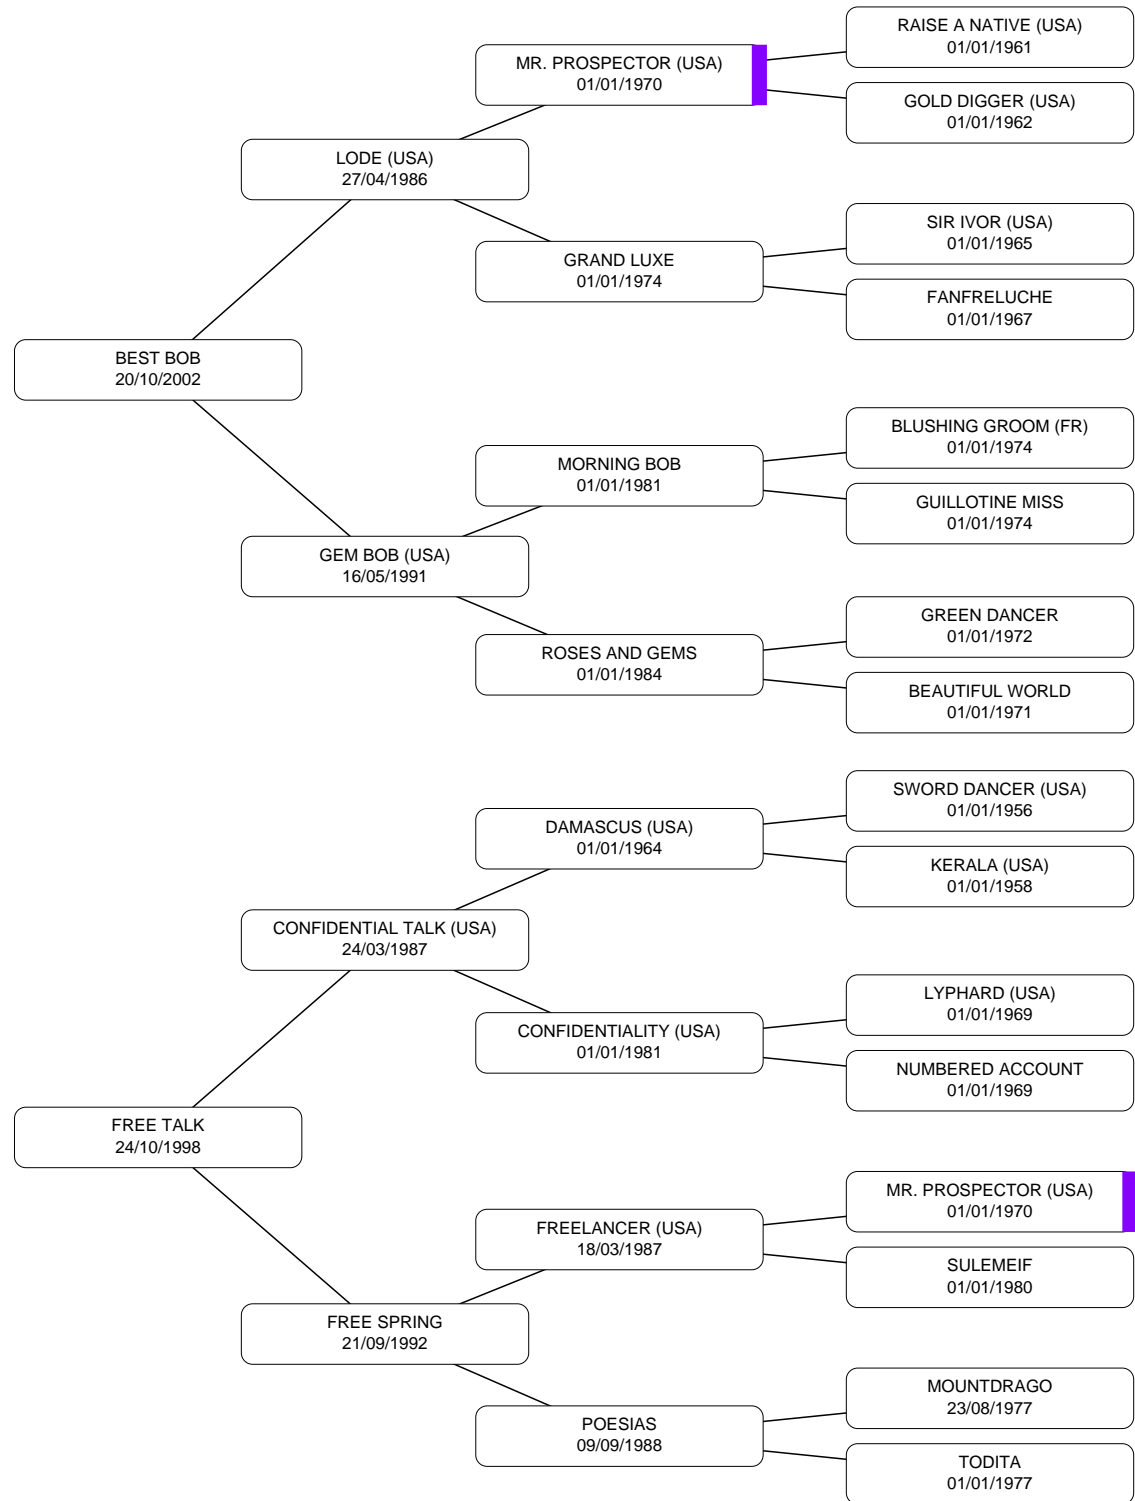 RAISE A NATIVE (USA)
01/01/1961
MR. PROSPECTOR (USA)
01/01/1970
GOLD DIGGER (USA)
01/01/1962
LODE (USA)
27/04/1986
SIR IVOR (USA)
01/01/1965
GRAND LUXE
01/01/1974
FANFRELUCHE
01/01/1967
BEST BOB
20/10/2002
BLUSHING GROOM (FR)
01/01/1974
MORNING BOB
01/01/1981
GUILLOTINE MISS
01/01/1974
GEM BOB (USA)
16/05/1991
GREEN DANCER
01/01/1972
ROSES AND GEMS
01/01/1984
BEAUTIFUL WORLD
01/01/1971
SWORD DANCER (USA)
01/01/1956
DAMASCUS (USA)
01/01/1964
KERALA (USA)
01/01/1958
CONFIDENTIAL TALK (USA)
24/03/1987
LYPHARD (USA)
01/01/1969
CONFIDENTIALITY (USA)
01/01/1981
NUMBERED ACCOUNT
01/01/1969
FREE TALK
24/10/1998
MR. PROSPECTOR (USA)
01/01/1970
FREELANCER (USA)
18/03/1987
SULEMEIF
01/01/1980
FREE SPRING
21/09/1992
MOUNTDRAGO
23/08/1977
POESIAS
09/09/1988
TODITA
01/01/1977